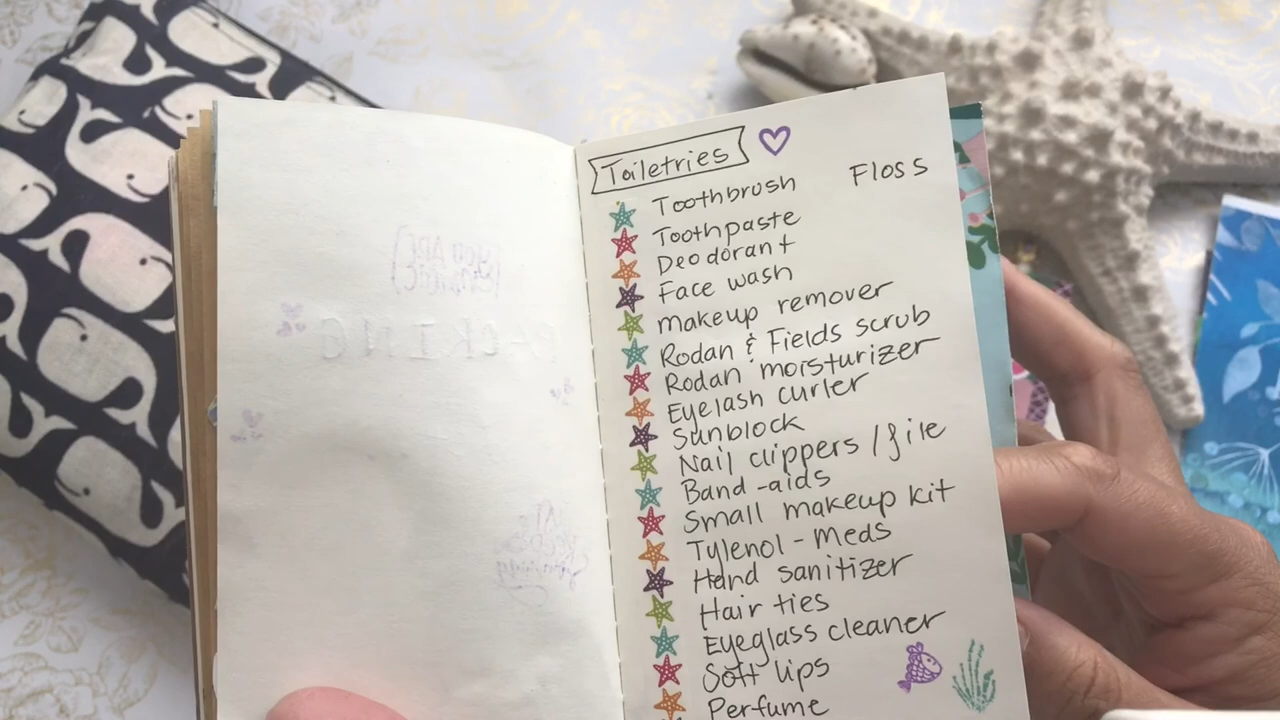 Toiletries
Toothbrush Floss
Toothpaste
Deodorant
Face wash
makeup remover
Rodan & Fields scrub
Rodan moisturizer
Eyelash curler
Sunblock
Nail clippers / file
Band-aids
Small makeup kit
Tylenol - Meds
Hand sanitizer
Hair ties
Eyeglass cleaner
Soft lips
Perfume